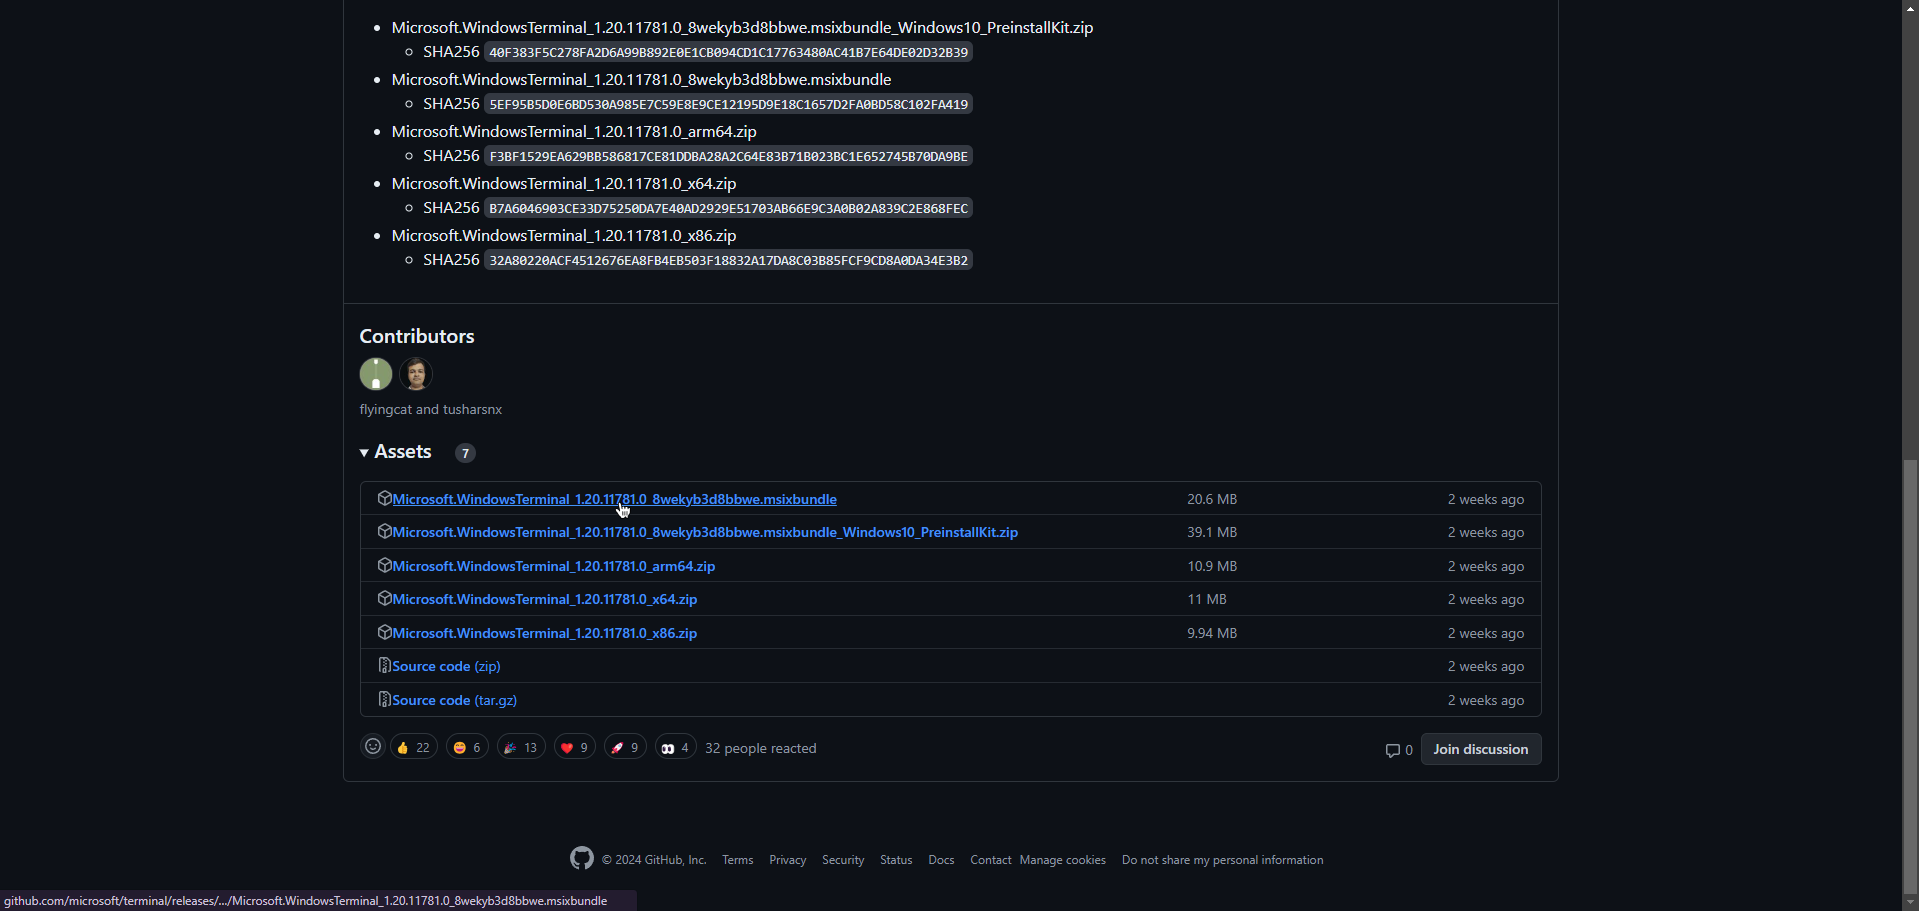 Microsoft.WindowsTerminal_1.20.11781.0_8wekyb3d8bbwe.msixbundle_Windows10_PreinstallKit.zip
SHA256 40F383F5C278FA2D6A99B892E0E1CB094CD1C17763480AC41B7E64DE02D32B39
Microsoft.WindowsTerminal_1.20.11781.0_8wekyb3d8bbwe.msixbundle
SHA256 5EF95B5D0E6BD530A985E7C59E8E9CE12195D9E18C1657D2FA0BD58C102FA419
Microsoft.WindowsTerminal_1.20.11781.0_arm64.zip
SHA256 F3BF1529EA629BB586817CE81DDBA28A2C64E83B71B023BC1E652745B70DA9BE
Microsoft.WindowsTerminal_1.20.11781.0_x64.zip
SHA256 B7A6046903CE33D75250DA7E40AD2929E51703AB66E9C3A0B02A839C2E868FEC
Microsoft.WindowsTerminal_1.20.11781.0_x86.zip
SHA256 32A80220ACF4512676EA8FB4EB503F18832A17DA8C03B85FCF9CD8A0DA34E3B2
Contributors
flyingcat and tusharsnx
Assets 7
Microsoft.WindowsTerminal_1.20.11781.0_8wekyb3d8bbwe.msixbundle 20.6 MB 2 weeks ago
Microsoft.WindowsTerminal_1.20.11781.0_8wekyb3d8bbwe.msixbundle_Windows10_PreinstallKit.zip 39.1 MB 2 weeks ago
Microsoft.WindowsTerminal_1.20.11781.0_arm64.zip 10.9 MB 2 weeks ago
Microsoft.WindowsTerminal_1.20.11781.0_x64.zip 11 MB 2 weeks ago
Microsoft.WindowsTerminal_1.20.11781.0_x86.zip 9.94 MB 2 weeks ago
Source code (zip) 2 weeks ago
Source code (tar.gz) 2 weeks ago
22 6 13 9 9 4 32 people reacted 0 Join discussion
© 2024 GitHub, Inc. Terms Privacy Security Status Docs Contact Manage cookies Do not share my personal information
github.com/microsoft/terminal/releases/.../Microsoft.WindowsTerminal_1.20.11781.0_8wekyb3d8bbwe.msixbundle